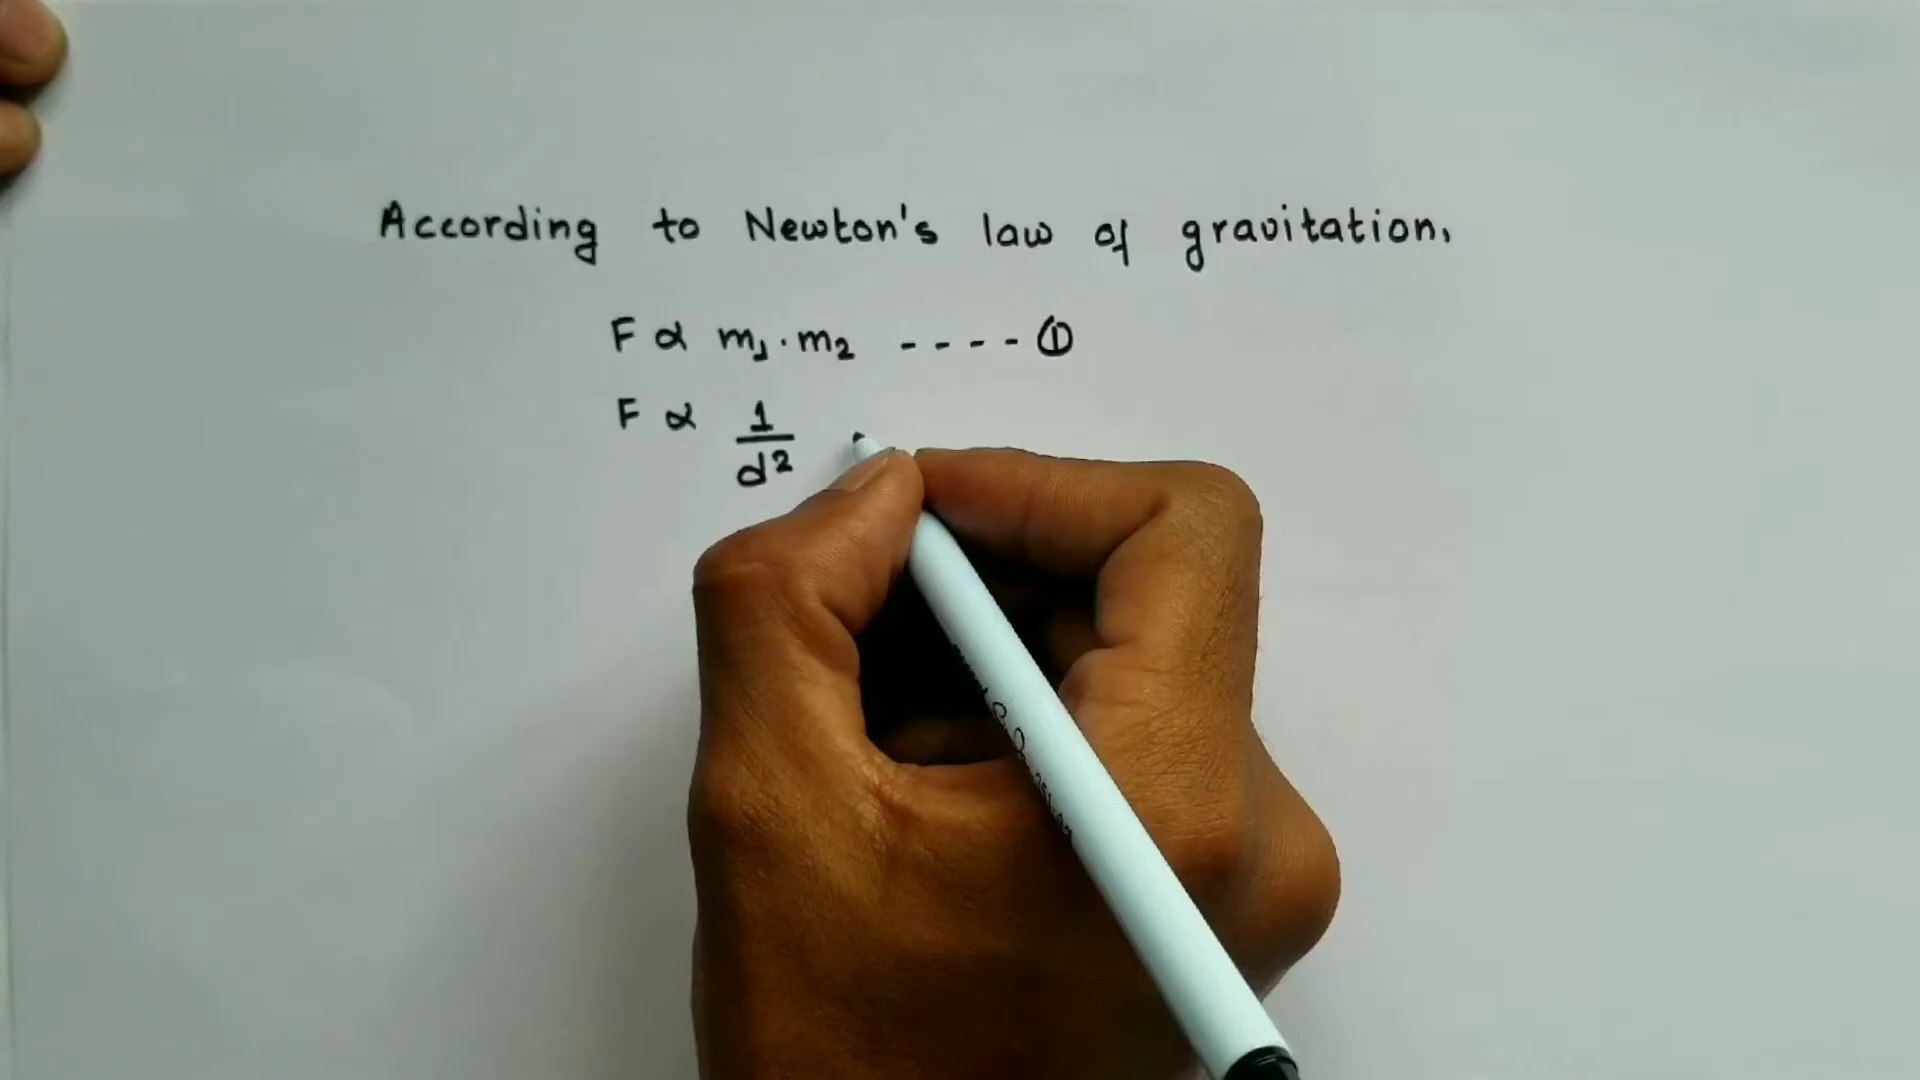 According to Newton's law of gravitation,
F ∝ m₁ · m₂ ---- ①
F ∝ 1/d²